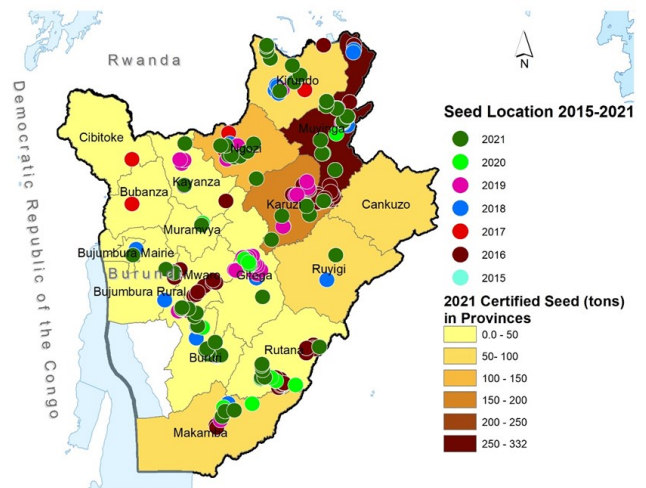 Rwanda
N
Democratic Republic of the Congo
Kirundo
Muyinga
Cibitoke
Ngozi
Kayanza
Bubanza
Karuzi
Cankuzo
Muramvya
Bujumbura Mairie
Burundi
Mwaro
Gitega
Ruyigi
Bujumbura Rural
Bururi
Rutana
Makamba
Seed Location 2015-2021
2021
2020
2019
2018
2017
2016
2015
2021 Certified Seed (tons)
in Provinces
0.0 - 50
50- 100
100 - 150
150 - 200
200 - 250
250 - 332